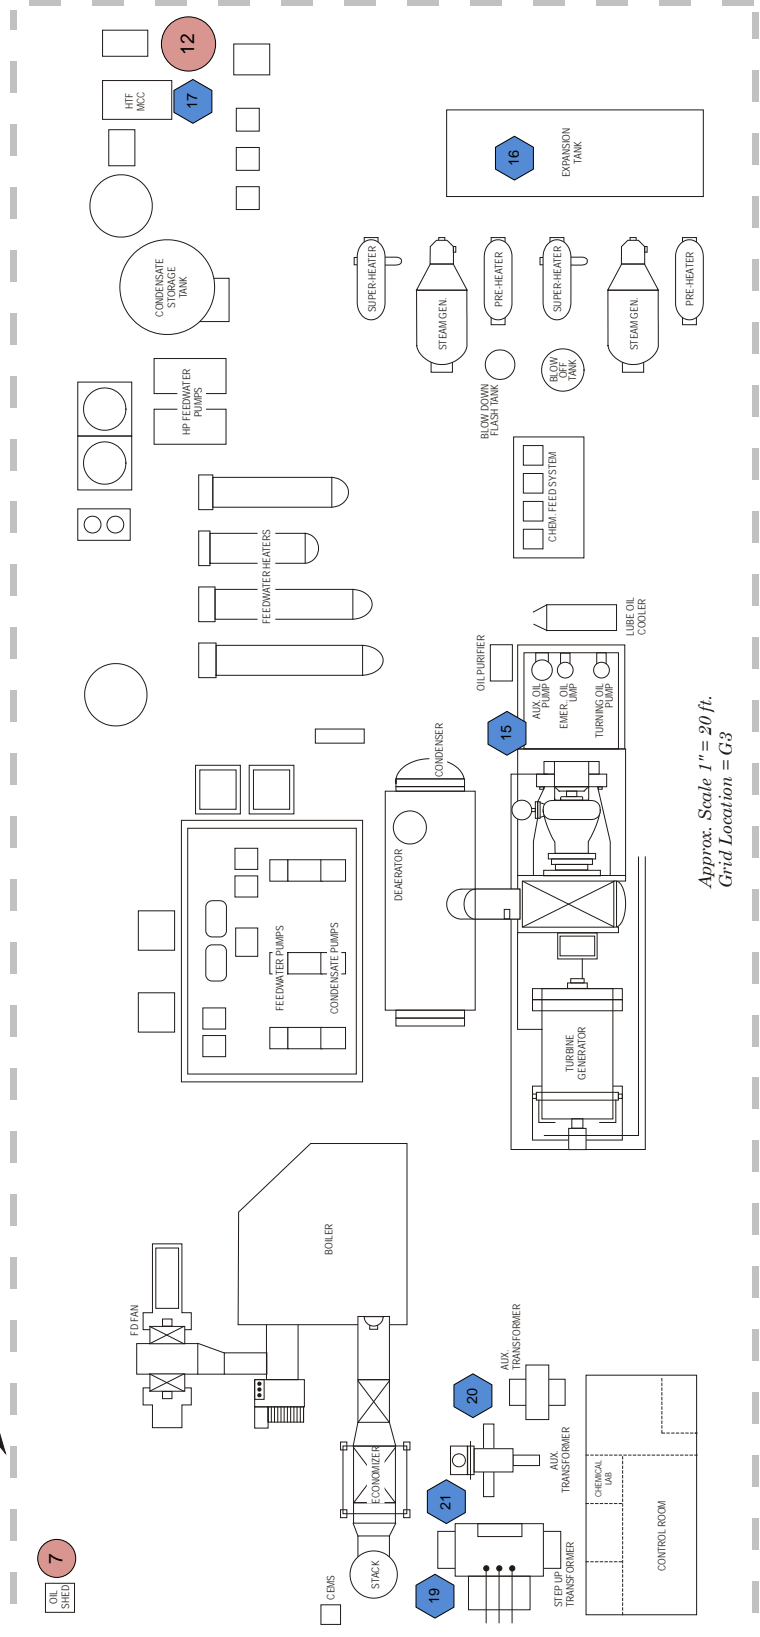 12
HTF
MCC
17
16
EXPANSION
TANK
CONDENSATE
STORAGE
TANK
SUPER-HEATER
STEAM GEN.
PRE-HEATER
SUPER-HEATER
STEAM GEN.
PRE-HEATER
HP FEEDWATER
PUMPS
BLOW DOWN
FLASH TANK
BLOW
OFF
TANK
CHEM. FEED SYSTEM
FEEDWATER HEATERS
LUBE OIL
COOLER
OIL PURIFIER
AUX. OIL
PUMP
EMER.. OIL
UMP
TURNING OIL
PUMP
15
CONDENSER
DEAERATOR
FEEDWATER PUMPS
CONDENSATE PUMPS
TURBINE
GENERATOR
Approx. Scale 1" = 20 ft.
Grid Location = G3
BOILER
FD FAN
ECONOMIZER
STACK
CEMS
7
OIL
SHED
20
AUX.
TRANSFORMER
21
AUX.
TRANSFORMER
19
STEP UP
TRANSFORMER
CHEMICAL
LAB
CONTROL ROOM